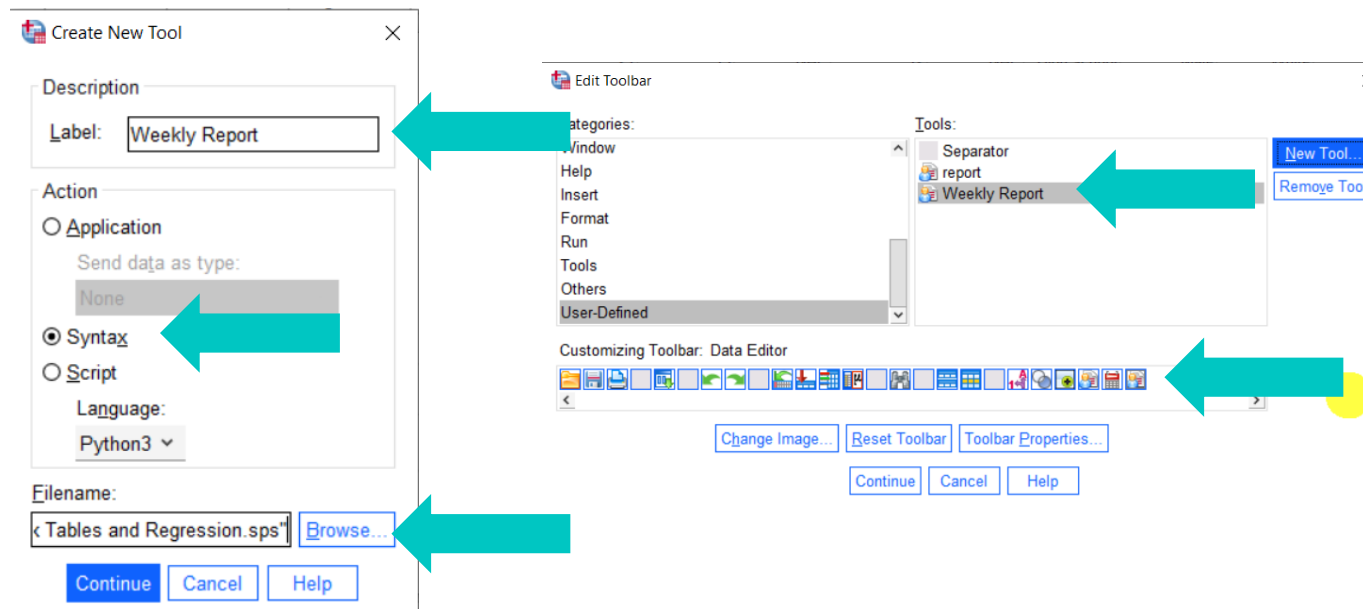 Create New Tool
Description
Label: Weekly Report
Action
Application
Send data as type:
None
Syntax
Script
Language:
Python3
Filename:
Tables and Regression.sps"
Browse...
Continue Cancel Help
Edit Toolbar
ategories:
Tools:
Window
Help
Insert
Format
Run
Tools
Others
User-Defined
Separator
report
Weekly Report
New Tool...
Remove Too
Customizing Toolbar: Data Editor
Change Image... Reset Toolbar Toolbar Properties...
Continue Cancel Help